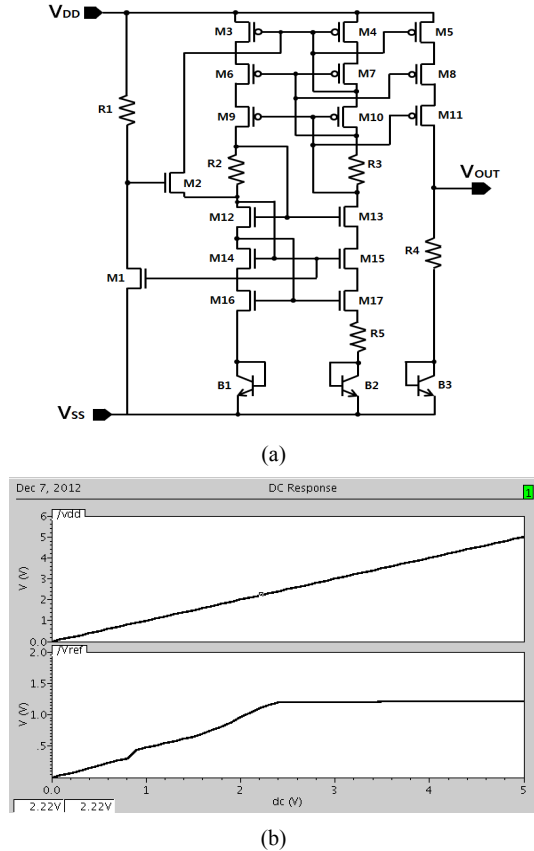 VDD
M3
M4
M5
M6
M7
M8
R1
M9
M10
M11
M2
R2
R3
VOUT
M12
M13
M14
M15
R4
M1
M16
M17
R5
B1
B2
B3
VSS
(a)
Dec 7, 2012 DC Response 1
/vdd
6
5
4
3
2
1
0.0
V (V)
/Vref
2.0
1.5
1.0
.5
0
V (V)
0.0 1 2 3 4 5
dc (V)
2.22V 2.22V
(b)